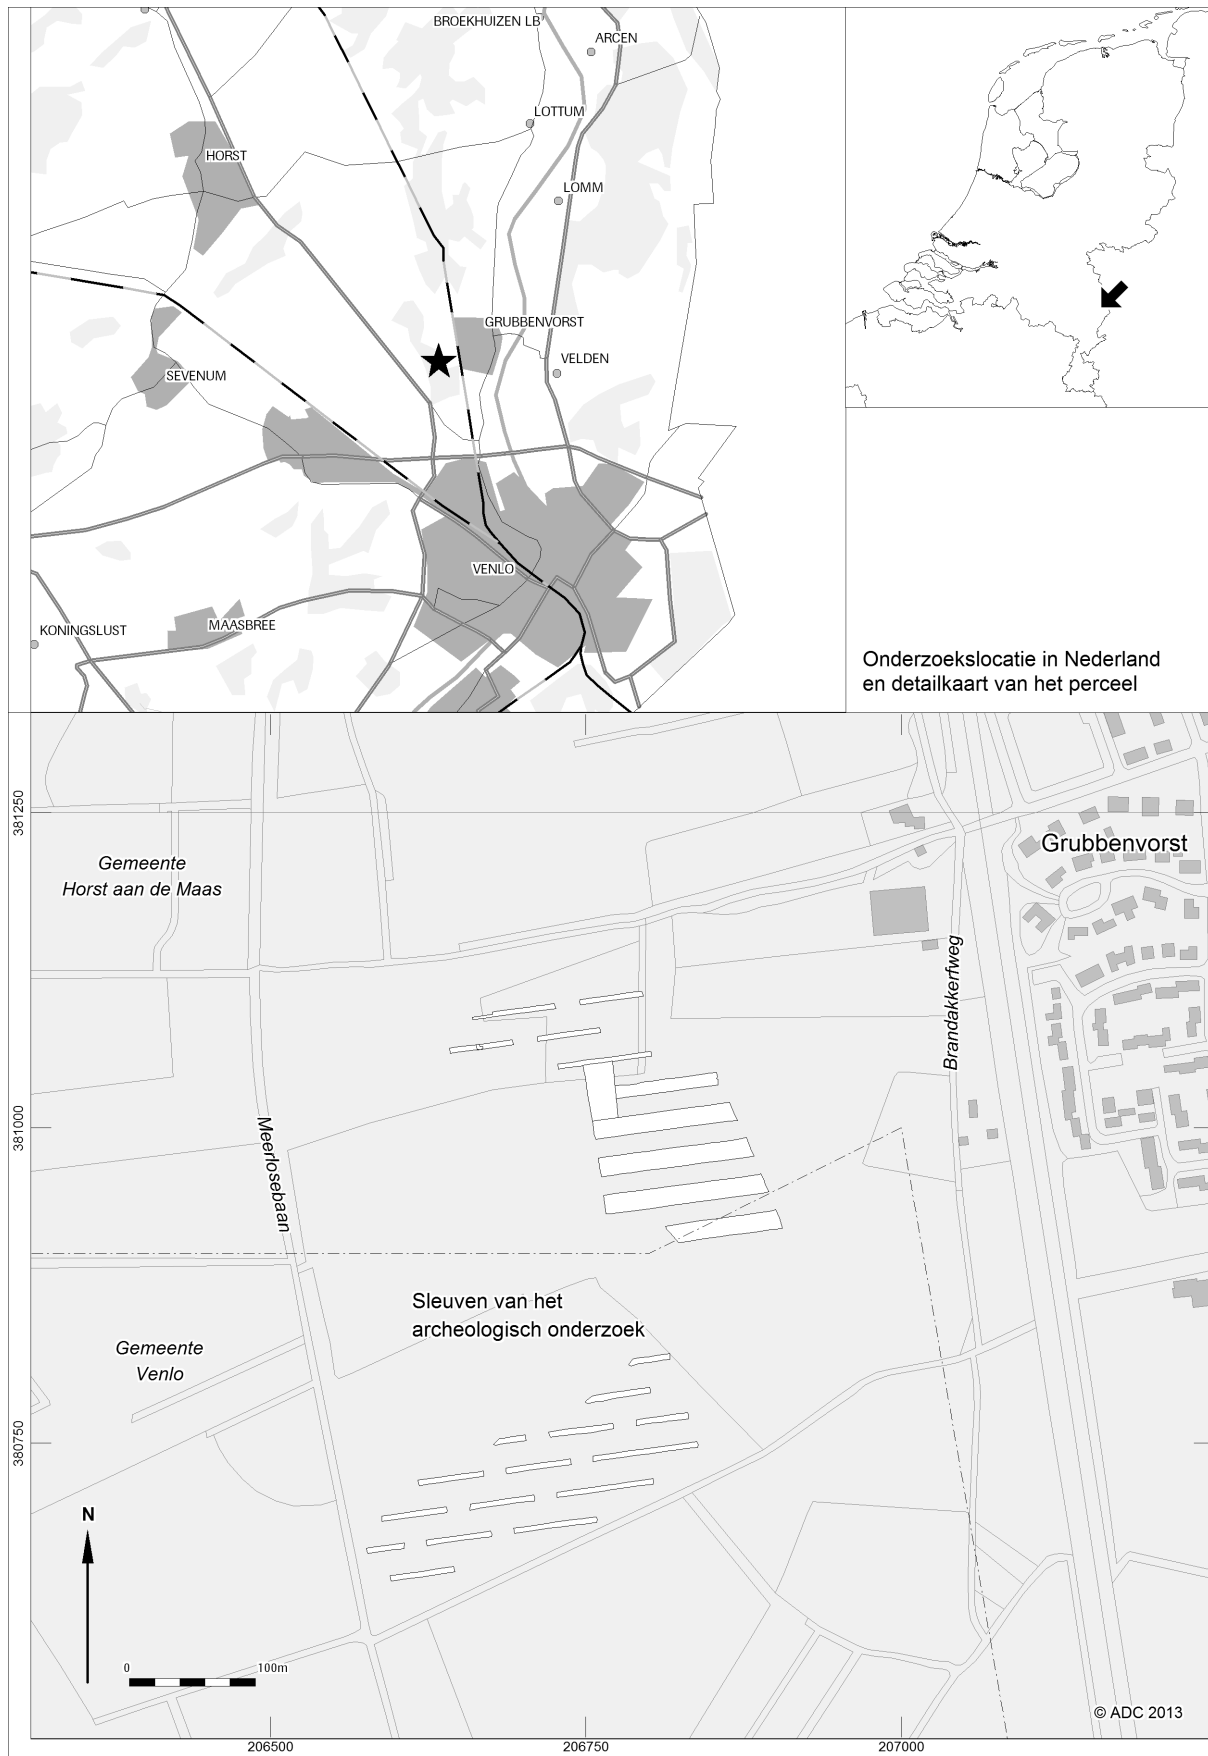 BROEKHUIZEN LB
ARCEN
LOTTUM
HORST
LOMM
GRUBBENVORST
VELDEN
SEVENUM
VENLO
MAASBREE
KONINGSLUST
Onderzoekslocatie in Nederland
en detailkaart van het perceel
381250
Gemeente
Horst aan de Maas
Grubbenvorst
Brandakkerfweg
381000
Meerlosebaan
Sleuven van het
archeologisch onderzoek
Gemeente
Venlo
380750
N
0 100m
© ADC 2013
206500 206750 207000